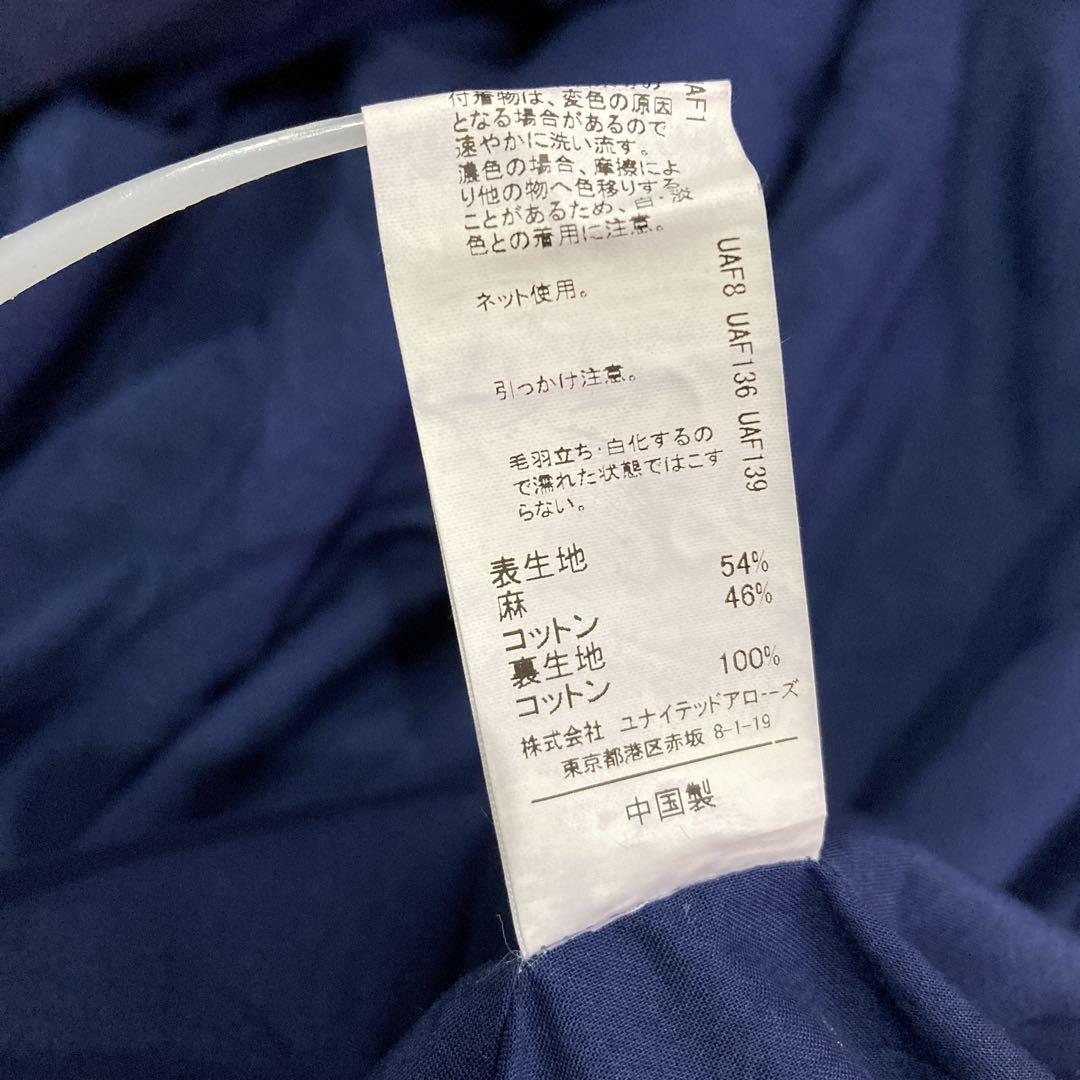 付着物は、変色の原因
となる場合があるので
速やかに洗い流す。
濃色の場合、摩擦によ
り他の物へ色移りする
ことがあるため、白・淡
色との着用に注意。
ネット使用。
引っかけ注意。
毛羽立ち・白化するの
で濡れた状態ではこす
らない。
AF1
UAF8 UAF136 UAF139
表生地
麻 54%
コットン 46%
裏生地
コットン 100%
株式会社 ユナイテッドアローズ
東京都港区赤坂 8-1-19
中国製